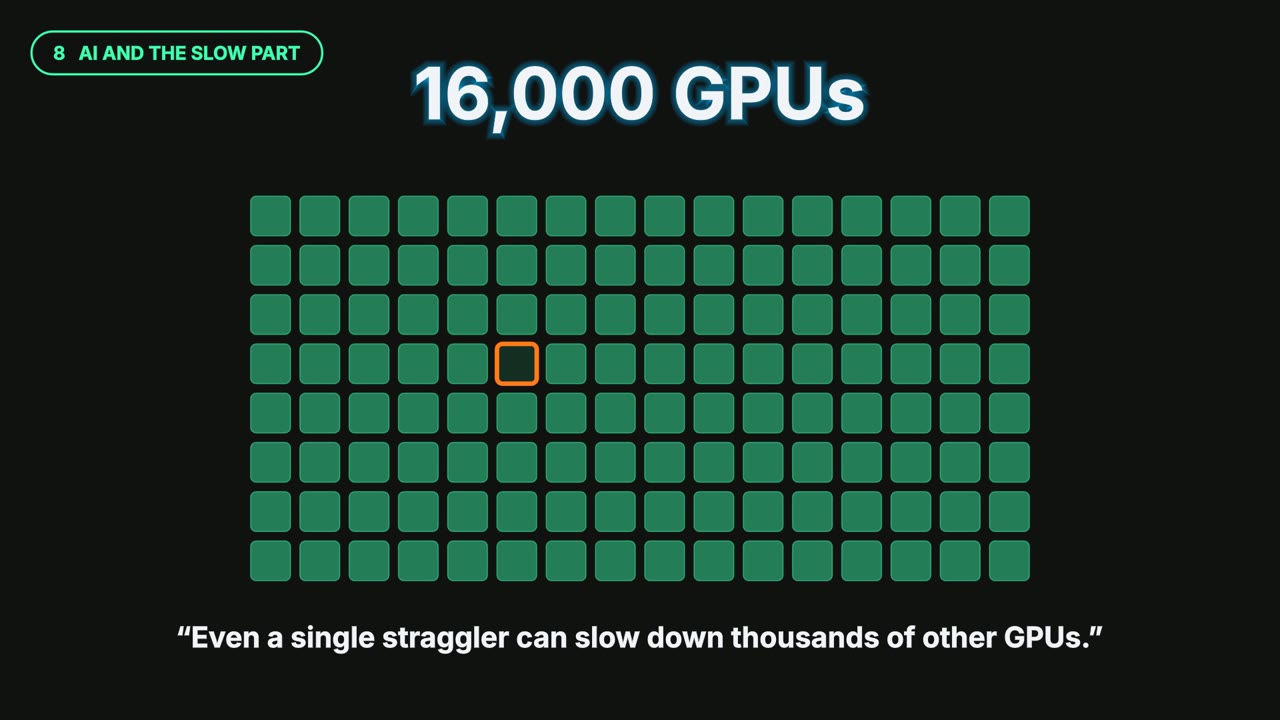 8 AI AND THE SLOW PART
16,000 GPUs
“Even a single straggler can slow down thousands of other GPUs.”